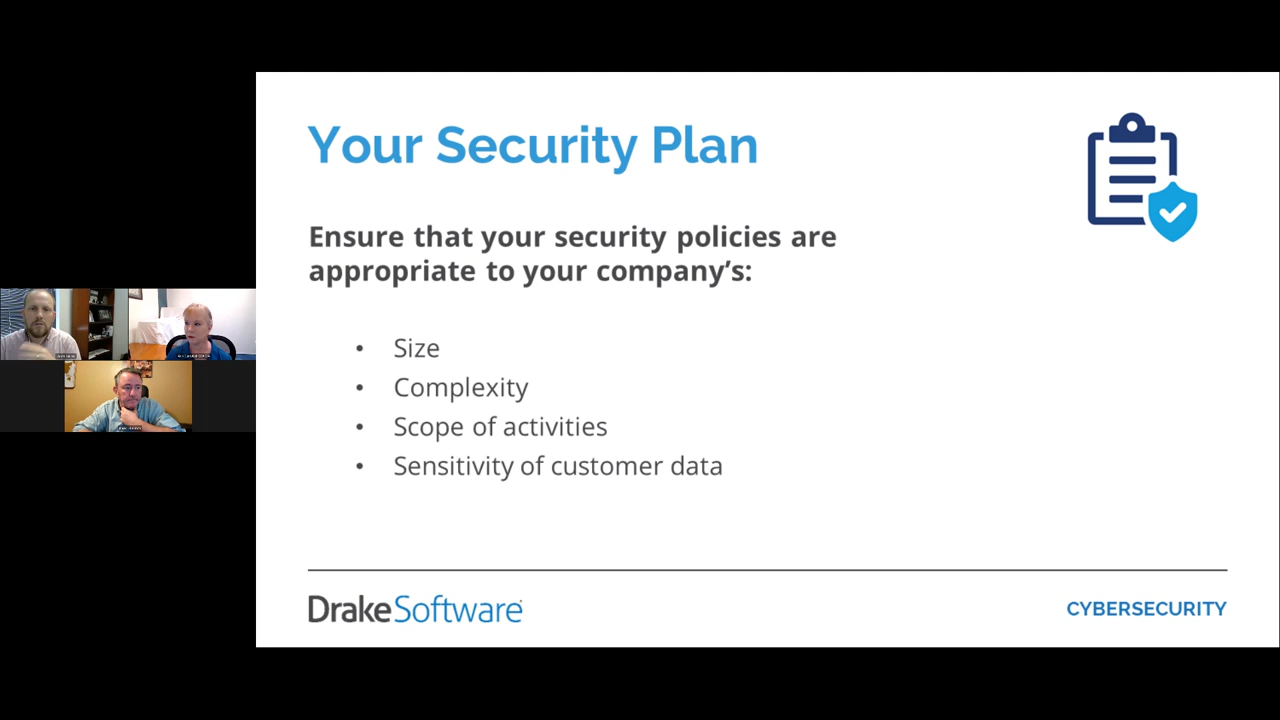 Your Security Plan
Ensure that your security policies are
appropriate to your company’s:
• Size
• Complexity
• Scope of activities
• Sensitivity of customer data
DrakeSoftware
CYBERSECURITY